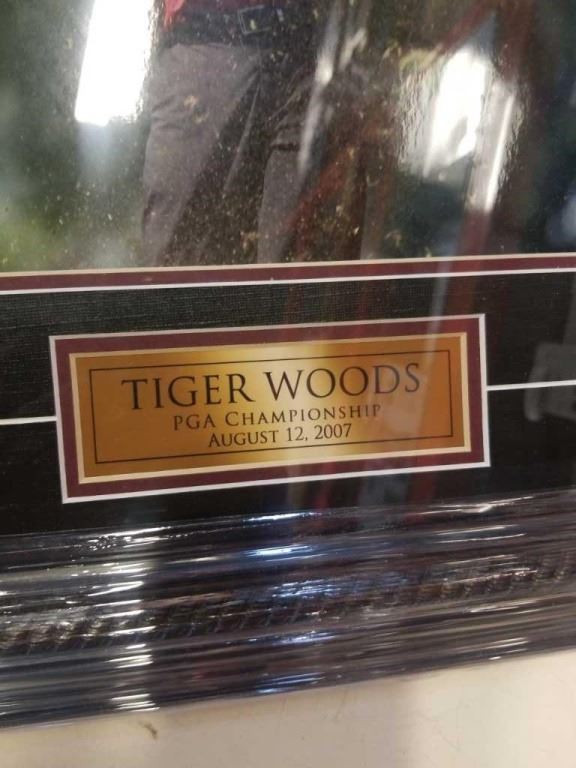 TIGER WOODS
PGA CHAMPIONSHIP
AUGUST 12, 2007